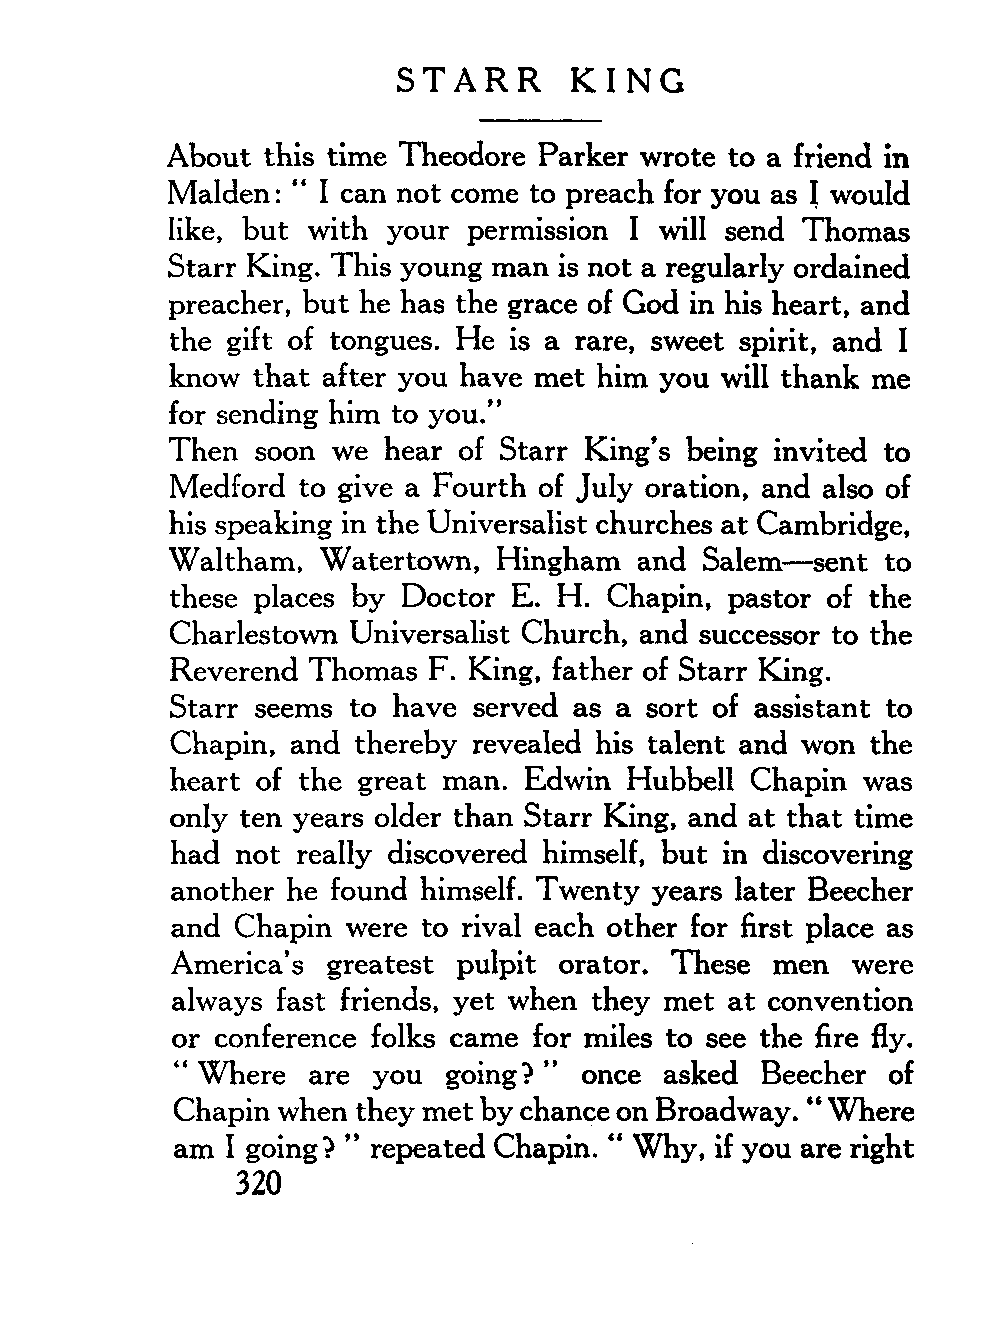 STARR KING
About this time Theodore Parker wrote to a friend in
Malden: “ I can not come to preach for you as I would
like, but with your permission I will send Thomas
Starr King. This young man is not a regularly ordained
preacher, but he has the grace of God in his heart, and
the gift of tongues. He is a rare, sweet spirit, and I
know that after you have met him you will thank me
for sending him to you.”
Then soon we hear of Starr King's being invited to
Medford to give a Fourth of July oration, and also of
his speaking in the Universalist churches at Cambridge,
Waltham, Watertown, Hingham and Salem—sent to
these places by Doctor E. H. Chapin, pastor of the
Charlestown Universalist Church, and successor to the
Reverend Thomas F. King, father of Starr King.
Starr seems to have served as a sort of assistant to
Chapin, and thereby revealed his talent and won the
heart of the great man. Edwin Hubbell Chapin was
only ten years older than Starr King, and at that time
had not really discovered himself, but in discovering
another he found himself. Twenty years later Beecher
and Chapin were to rival each other for first place as
America's greatest pulpit orator. These men were
always fast friends, yet when they met at convention
or conference folks came for miles to see the fire fly.
“ Where are you going? ” once asked Beecher of
Chapin when they met by chance on Broadway. “ Where
am I going? ” repeated Chapin. “ Why, if you are right
320